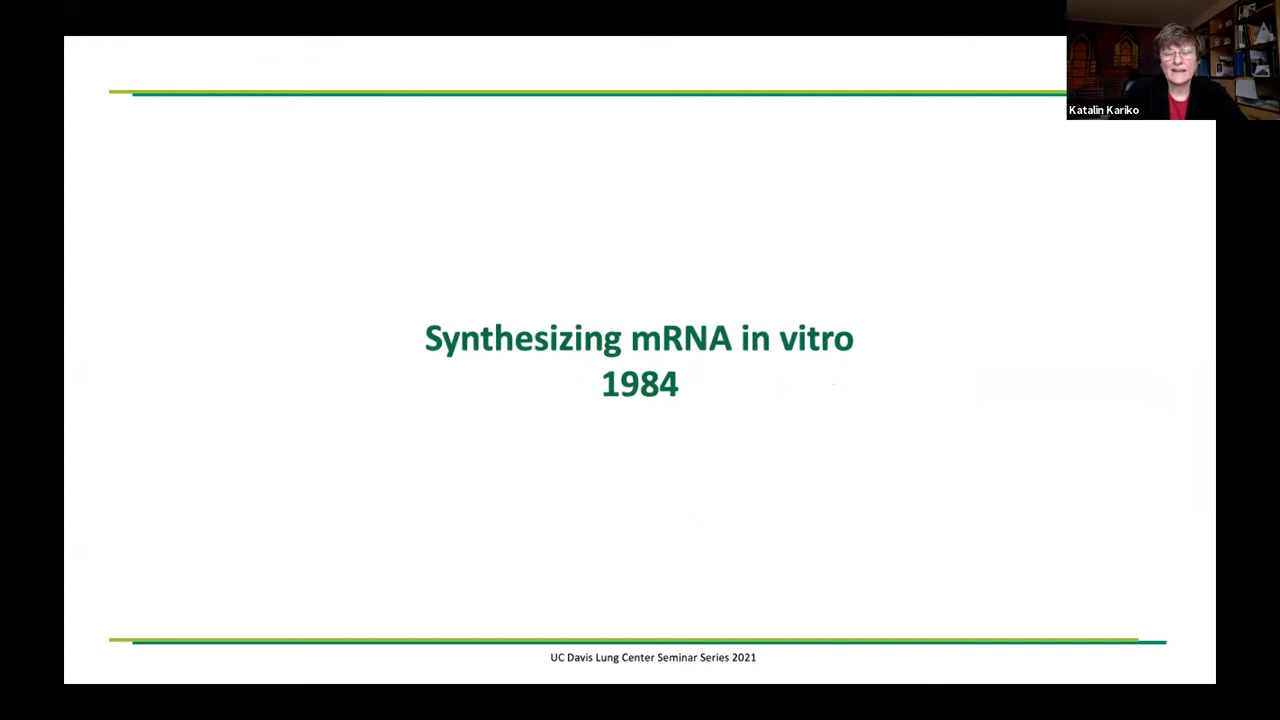 Katalin Kariko
Synthesizing mRNA in vitro
1984
UC Davis Lung Center Seminar Series 2021